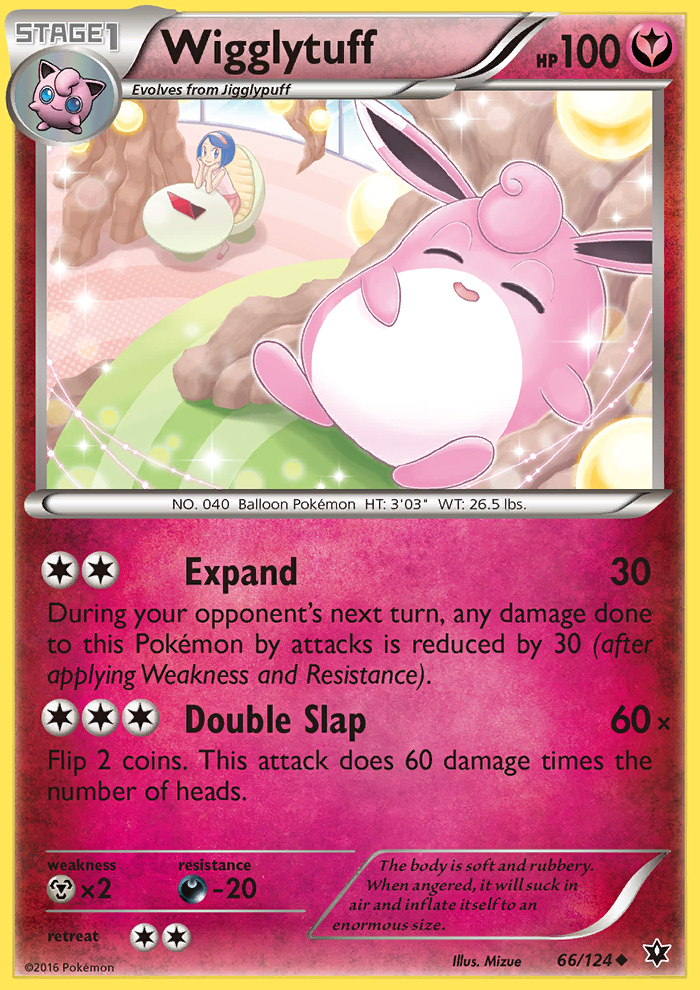 STAGE1
Wigglytuff
HP100
Evolves from Jigglypuff
NO. 040 Balloon Pokémon HT: 3'03" WT: 26.5 lbs.
Expand 30
During your opponent's next turn, any damage done
to this Pokémon by attacks is reduced by 30 (after
applying Weakness and Resistance).
Double Slap 60×
Flip 2 coins. This attack does 60 damage times the
number of heads.
weakness
×2
resistance
-20
retreat
The body is soft and rubbery.
When angered, it will suck in
air and inflate itself to an
enormous size.
©2016 Pokémon
Illus. Mizue
66/124